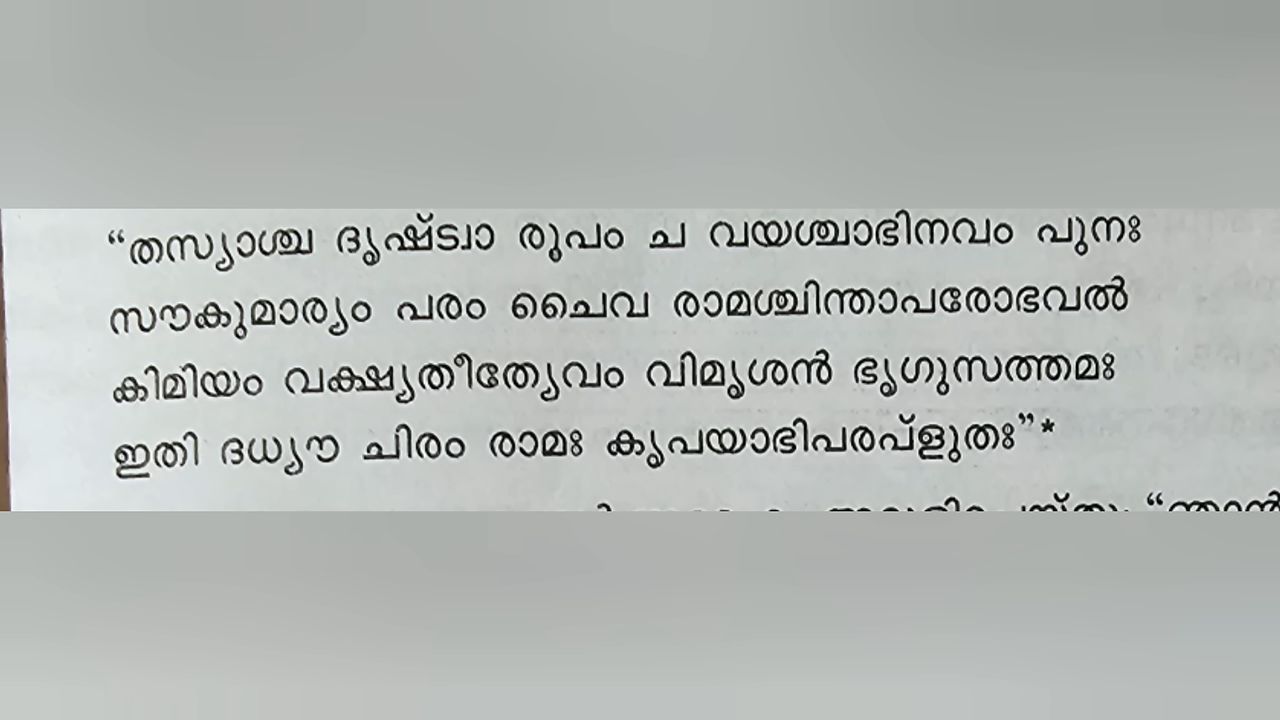 “തസ്യാശ്ച ദൃഷ്ട്വാ രൂപം ച വയശ്ചാഭിനവം പുനഃ
സൗകുമാര്യം പരം ചൈവ രാമശ്ചിന്താപരോഭവൽ
കിമിയം വക്ഷ്യതീത്യേവം വിമൃശൻ ഭൃഗുസത്തമഃ
ഇതി ദധ്യൗ ചിരം രാമഃ കൃപയാഭിപരപ്ളുതഃ”*